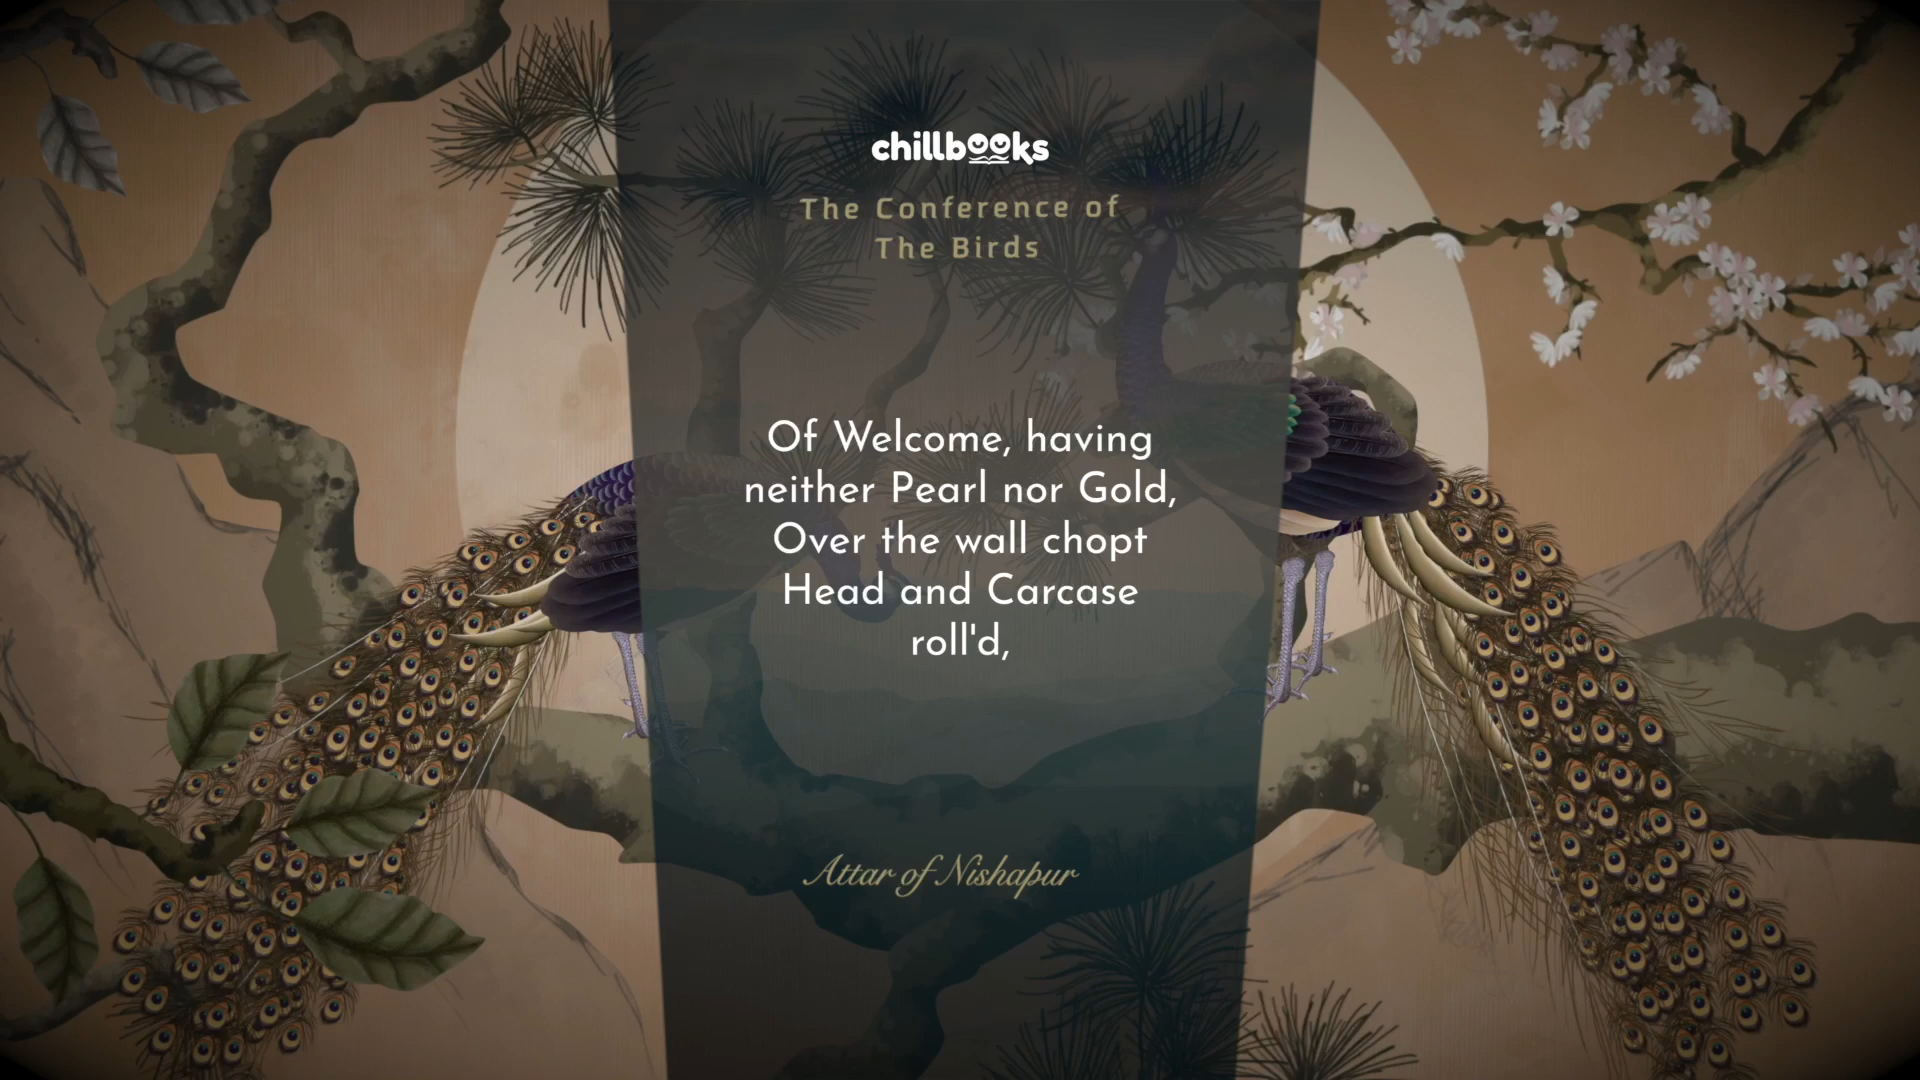 chillbooks
The Conference of
The Birds
Of Welcome, having
neither Pearl nor Gold,
Over the wall chopt
Head and Carcase
roll'd,
Attar of Nishapur